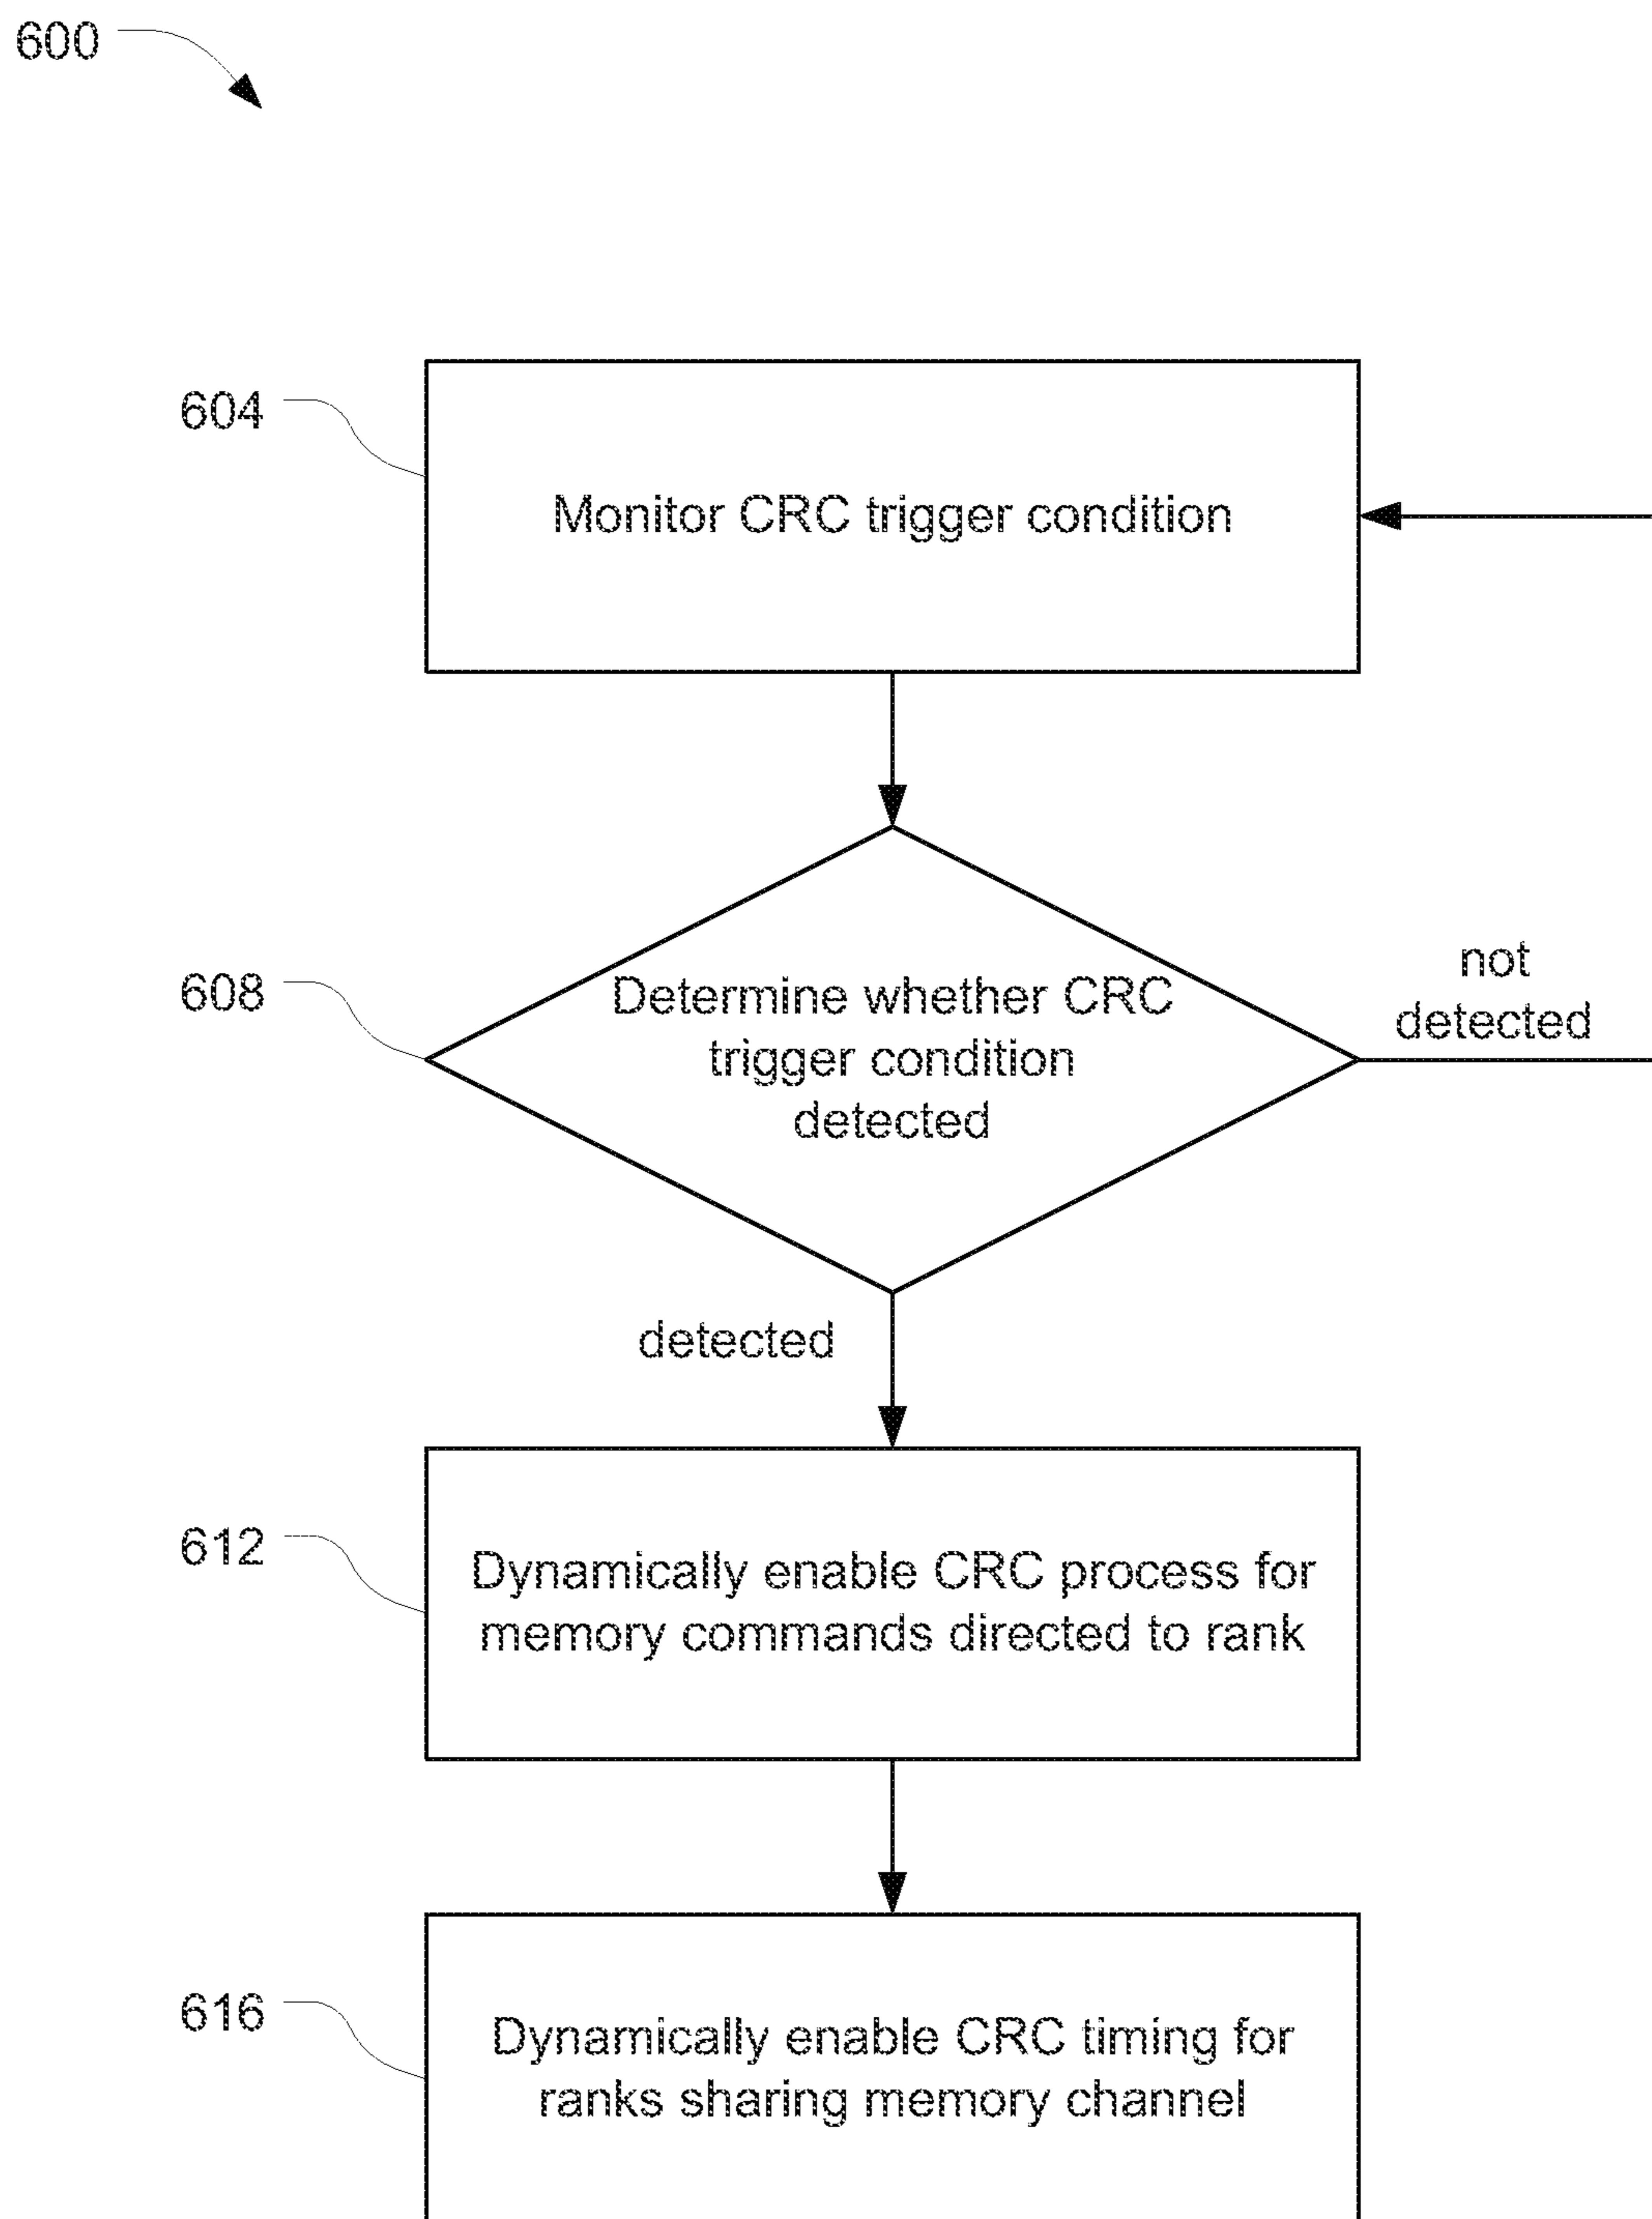 600
604
Monitor CRC trigger condition
608
Determine whether CRC
trigger condition
detected
not
detected
detected
612
Dynamically enable CRC process for
memory commands directed to rank
616
Dynamically enable CRC timing for
ranks sharing memory channel